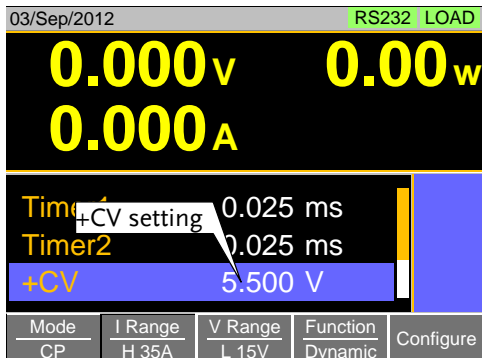 03/Sep/2012 RS232 LOAD
0.000 V 0.00 W
0.000 A
Timer1 0.025 ms
+CV setting
Timer2 0.025 ms
+CV 5.500 V
Mode I Range V Range Function Configure
CP H 35A L 15V Dynamic